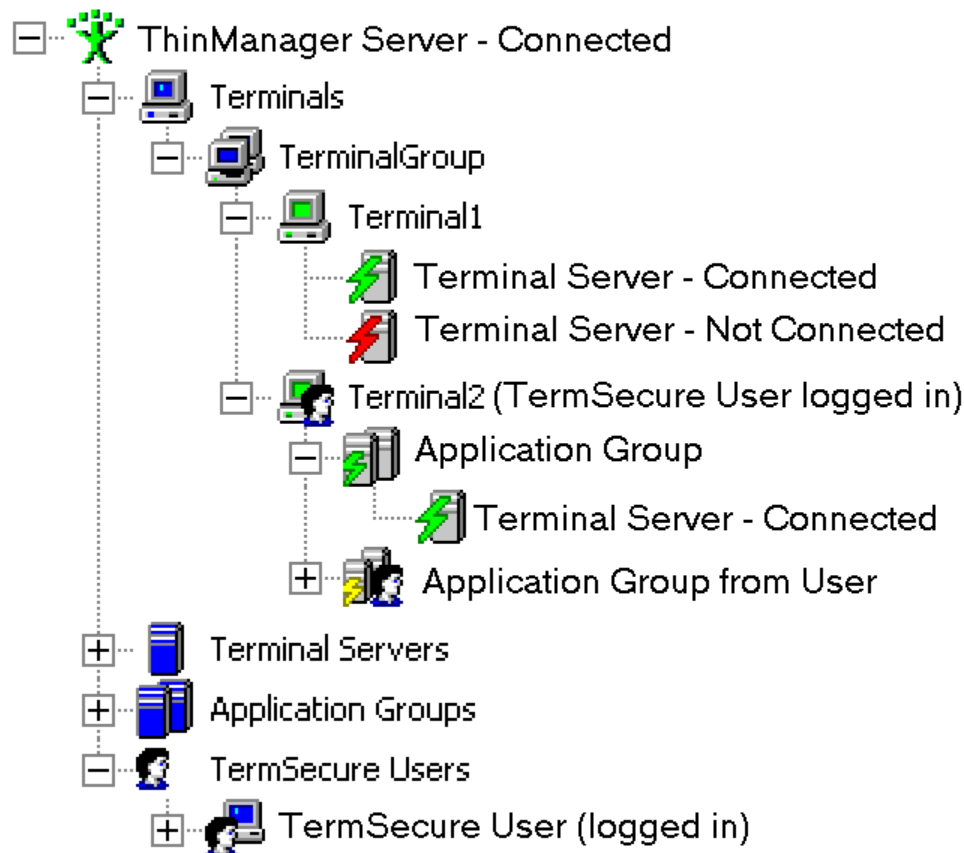 ThinManager Server - Connected
Terminals
TerminalGroup
Terminal1
Terminal Server - Connected
Terminal Server - Not Connected
Terminal2 (TermSecure User logged in)
Application Group
Terminal Server - Connected
Application Group from User
Terminal Servers
Application Groups
TermSecure Users
TermSecure User (logged in)